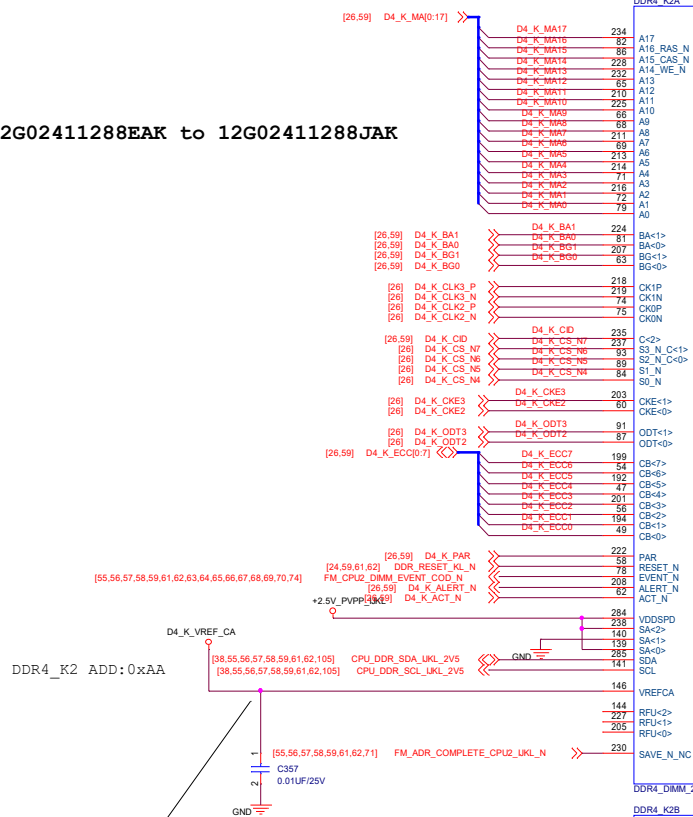 DDR4_K2A
[26,59] D4_K_MA[0:17]
D4_K_MA17 234 A17
D4_K_MA16 82 A16_RAS_N
D4_K_MA15 86 A15_CAS_N
D4_K_MA14 228 A14_WE_N
D4_K_MA13 232 A13
D4_K_MA12 65 A12
D4_K_MA11 210 A11
D4_K_MA10 225 A10
D4_K_MA9 66 A9
D4_K_MA8 68 A8
D4_K_MA7 211 A7
D4_K_MA6 69 A6
D4_K_MA5 213 A5
D4_K_MA4 214 A4
D4_K_MA3 71 A3
D4_K_MA2 216 A2
D4_K_MA1 72 A1
D4_K_MA0 79 A0
2G02411288EAK to 12G02411288JAK
[26,59] D4_K_BA1 D4_K_BA1 224 BA<1>
[26,59] D4_K_BA0 D4_K_BA0 81 BA<0>
[26,59] D4_K_BG1 D4_K_BG1 207 BG<1>
[26,59] D4_K_BG0 D4_K_BG0 63 BG<0>
[26] D4_K_CLK3_P 218 CK1P
[26] D4_K_CLK3_N 219 CK1N
[26] D4_K_CLK2_P 74 CK0P
[26] D4_K_CLK2_N 75 CK0N
[26,59] D4_K_CID D4_K_CID 235 C<2>
[26] D4_K_CS_N7 D4_K_CS_N7 237 S3_N_C<1>
[26] D4_K_CS_N6 D4_K_CS_N6 93 S2_N_C<0>
[26] D4_K_CS_N5 D4_K_CS_N5 89 S1_N
[26] D4_K_CS_N4 D4_K_CS_N4 84 S0_N
[26] D4_K_CKE3 D4_K_CKE3 203 CKE<1>
[26] D4_K_CKE2 D4_K_CKE2 60 CKE<0>
[26] D4_K_ODT3 D4_K_ODT3 91 ODT<1>
[26] D4_K_ODT2 D4_K_ODT2 87 ODT<0>
[26,59] D4_K_ECC[0:7]
D4_K_ECC7 199 CB<7>
D4_K_ECC6 54 CB<6>
D4_K_ECC5 192 CB<5>
D4_K_ECC4 47 CB<4>
D4_K_ECC3 201 CB<3>
D4_K_ECC2 56 CB<2>
D4_K_ECC1 194 CB<1>
D4_K_ECC0 49 CB<0>
[26,59] D4_K_PAR 222 PAR
[24,59,61,62] DDR_RESET_KL_N 58 RESET_N
[55,56,57,58,59,61,62,63,64,65,66,67,68,69,70,74] FM_CPU2_DIMM_EVENT_COD_N 78 EVENT_N
[26,59] D4_K_ALERT_N 208 ALERT_N
[26,59] D4_K_ACT_N 62 ACT_N
+2.5V_PVPP_IJKL 284 VDDSPD
238 SA<2>
140 SA<1>
139 SA<0>
GND
D4_K_VREF_CA
[38,55,56,57,58,59,61,62,105] CPU_DDR_SDA_IJKL_2V5 285 SDA
[38,55,56,57,58,59,61,62,105] CPU_DDR_SCL_IJKL_2V5 141 SCL
DDR4_K2 ADD:0xAA
146 VREFCA
144 RFU<2>
227 RFU<1>
205 RFU<0>
[55,56,57,58,59,61,62,71] FM_ADR_COMPLETE_CPU2_IJKL_N 230 SAVE_N_NC
1
C357
0.01UF/25V
2
GND
DDR4_DIMM_2
DDR4_K2B